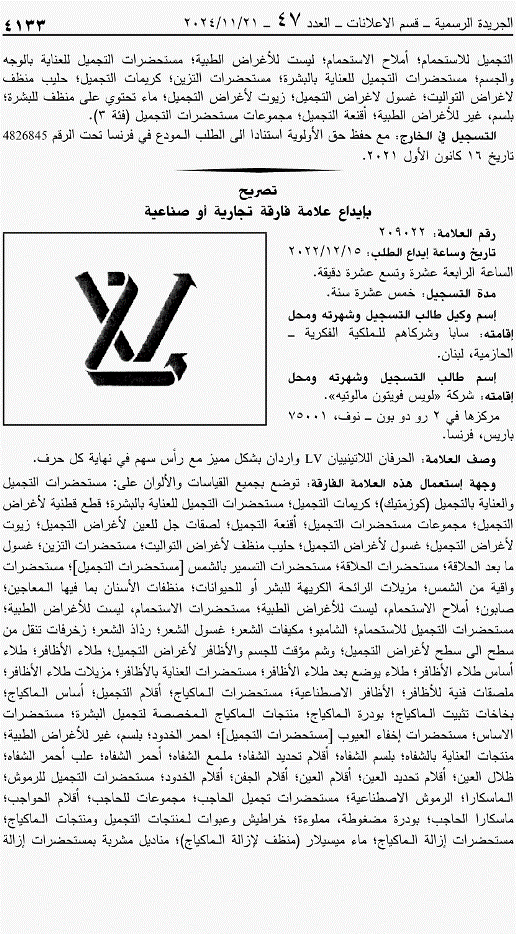 الجريدة الرسمية ــ قسم الاعلانات ــ العدد ٤٧ ــ ٢٠٢٤/١١/٢١
٤١٣٣
التجميل للاستحمام؛ أملاح الاستحمام؛ ليست للأغراض الطبية؛ مستحضرات التجميل للعناية بالوجه
والجسم؛ مستحضرات التجميل للعناية بالبشرة؛ مستحضرات التزين؛ كريمات التجميل؛ حليب منظف
لاغراض التواليت؛ غسول لاغراض التجميل؛ زيوت لأغراض التجميل؛ ماء تحتوي على منظف للبشرة؛
بلسم، غير للأغراض الطبية؛ أقنعة التجميل؛ مجموعات مستحضرات التجميل (فئة ٣).
التسجيل في الخارج: مع حفظ حق الأولوية استنادا الى الطلب المودع في فرنسا تحت الرقم 4826845
تاريخ ١٦ كانون الأول ٢٠٢١.
تصريح
بإيداع علامة فارقة تجارية أو صناعية
رقم العلامة: ٢٠٩٠٢٢
تاريخ وساعة إيداع الطلب: ٢٠٢٢/١٢/١٥
الساعة الرابعة عشرة وتسع عشرة دقيقة.
مدة التسجيل: خمس عشرة سنة.
إسم وكيل طالب التسجيل وشهرته ومحل
إقامته: سابا وشركاهم للملكية الفكرية ــ
الحازمية، لبنان.
إسم طالب التسجيل وشهرته ومحل
إقامته: شركة «لويس فويتون مالوتيه».
مركزها في ٢ رو دو بون ــ نوف، ٧٥٠٠١
باريس، فرنسا.
وصف العلامة: الحرفان اللاتينييان LV واردان بشكل مميز مع رأس سهم في نهاية كل حرف.
وجهة إستعمال هذه العلامة الفارقة: توضع بجميع القياسات والألوان على: مستحضرات التجميل
والعناية بالتجميل (كوزمتيك)؛ كريمات التجميل؛ مستحضرات التجميل للعناية بالبشرة؛ قطع قطنية لأغراض
التجميل؛ مجموعات مستحضرات التجميل؛ أقنعة التجميل؛ لصقات جل للعين لأغراض التجميل؛ زيوت
لأغراض التجميل؛ غسول لأغراض التجميل؛ حليب منظف لأغراض التواليت؛ مستحضرات التزين؛ غسول
ما بعد الحلاقة؛ مستحضرات الحلاقة؛ مستحضرات التسمير بالشمس [مستحضرات التجميل]؛ مستحضرات
واقية من الشمس؛ مزيلات الرائحة الكريهة للبشر أو للحيوانات؛ منظفات الأسنان بما فيها المعاجين؛
صابون؛ أملاح الاستحمام، ليست للأغراض الطبية؛ مستحضرات الاستحمام، ليست للأغراض الطبية؛
مستحضرات التجميل للاستحمام؛ الشامبو؛ مكيفات الشعر؛ غسول الشعر؛ رذاذ الشعر؛ زخرفات تنقل من
سطح الى سطح لأغراض التجميل؛ وشم مؤقت للجسم والأظافر لأغراض التجميل؛ طلاء الأظافر؛ طلاء
أساس طلاء الأظافر؛ طلاء يوضع بعد طلاء الأظافر؛ مستحضرات العناية بالأظافر؛ مزيلات طلاء الأظافر؛
ملصقات فنية للأظافر؛ الأظافر الاصطناعية؛ مستحضرات الماكياج؛ أقلام التجميل؛ أساس الماكياج؛
بخاخات تثبيت الماكياج؛ بودرة الماكياج؛ منتجات الماكياج المخصصة لتجميل البشرة؛ مستحضرات
الاساس؛ مستحضرات إخفاء العيوب [مستحضرات التجميل]؛ احمر الخدود؛ بلسم، غير للأغراض الطبية؛
منتجات العناية بالشفاه؛ بلسم الشفاه؛ أقلام تحديد الشفاه؛ ملمع الشفاه؛ أحمر الشفاه؛ علب أحمر الشفاه؛
ظلال العين؛ أقلام تحديد العين؛ أقلام العين؛ أقلام الجفن؛ أقلام الخدود؛ مستحضرات التجميل للرموش؛
الماسكارا؛ الرموش الاصطناعية؛ مستحضرات تجميل الحاجب؛ مجموعات للحاجب؛ أقلام الحواجب؛
ماسكارا الحاجب؛ بودرة مضغوطة، مملوءة؛ خراطيش وعبوات لمنتجات التجميل ومنتجات الماكياج؛
مستحضرات إزالة الماكياج؛ ماء ميسيلار (منظف لإزالة الماكياج)؛ مناديل مشربة بمستحضرات إزالة